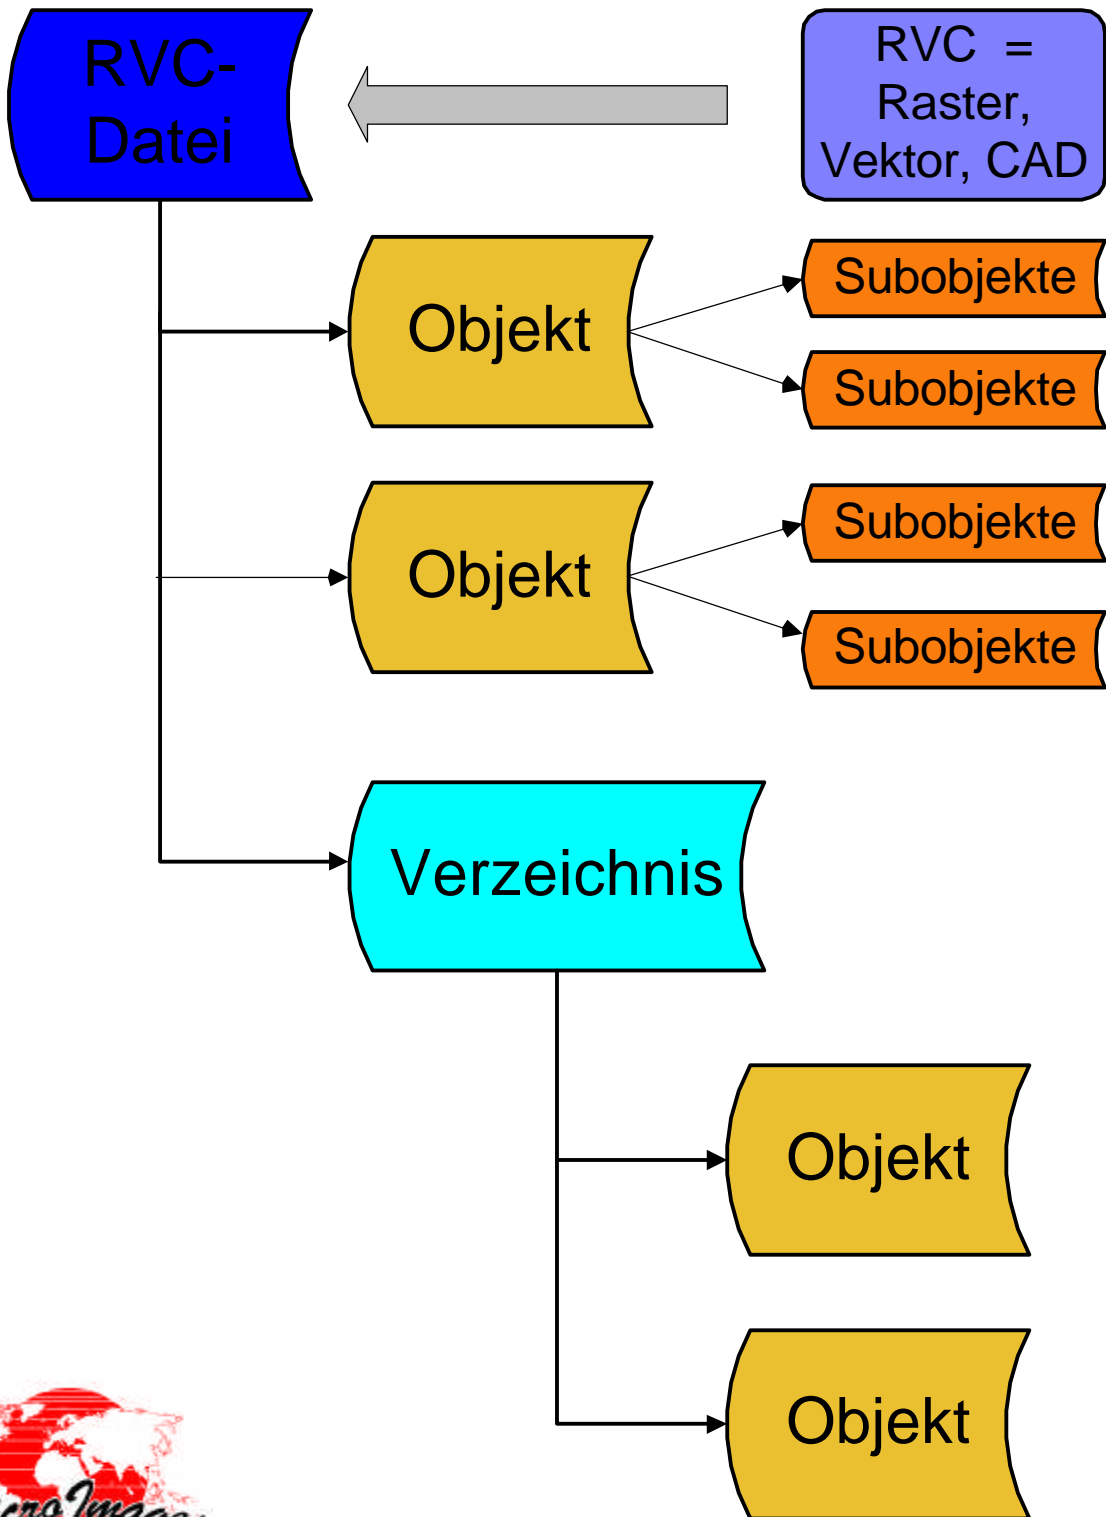 RVC-
Datei
RVC =
Raster,
Vektor, CAD
Objekt
Subobjekte
Subobjekte
Objekt
Subobjekte
Subobjekte
Verzeichnis
Objekt
Objekt